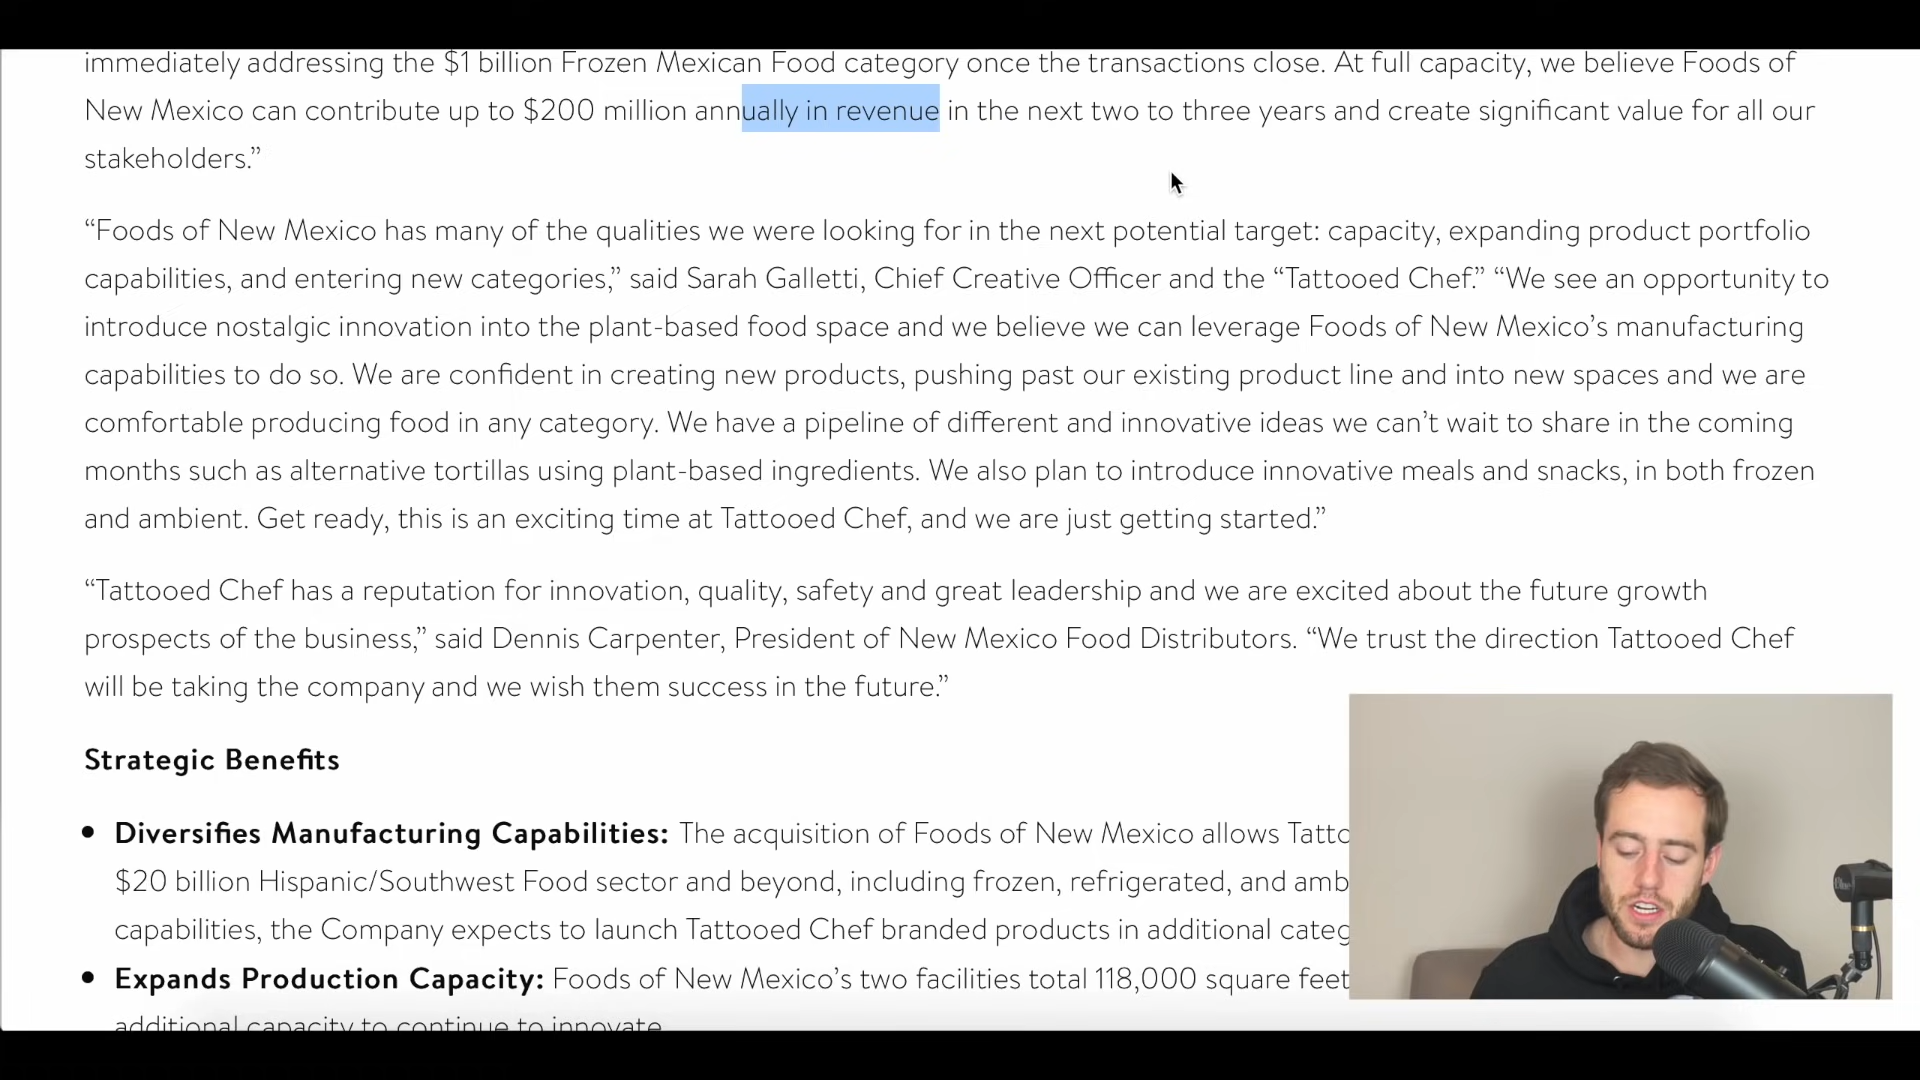 immediately addressing the $1 billion Frozen Mexican Food category once the transactions close. At full capacity, we believe Foods of
New Mexico can contribute up to $200 million annually in revenue in the next two to three years and create significant value for all our
stakeholders.”
“Foods of New Mexico has many of the qualities we were looking for in the next potential target: capacity, expanding product portfolio
capabilities, and entering new categories,” said Sarah Galletti, Chief Creative Officer and the “Tattooed Chef.” “We see an opportunity to
introduce nostalgic innovation into the plant-based food space and we believe we can leverage Foods of New Mexico’s manufacturing
capabilities to do so. We are confident in creating new products, pushing past our existing product line and into new spaces and we are
comfortable producing food in any category. We have a pipeline of different and innovative ideas we can’t wait to share in the coming
months such as alternative tortillas using plant-based ingredients. We also plan to introduce innovative meals and snacks, in both frozen
and ambient. Get ready, this is an exciting time at Tattooed Chef, and we are just getting started.”
“Tattooed Chef has a reputation for innovation, quality, safety and great leadership and we are excited about the future growth
prospects of the business,” said Dennis Carpenter, President of New Mexico Food Distributors. “We trust the direction Tattooed Chef
will be taking the company and we wish them success in the future.”
Strategic Benefits
• Diversifies Manufacturing Capabilities: The acquisition of Foods of New Mexico allows Tatto
$20 billion Hispanic/Southwest Food sector and beyond, including frozen, refrigerated, and amb
capabilities, the Company expects to launch Tattooed Chef branded products in additional categ
• Expands Production Capacity: Foods of New Mexico’s two facilities total 118,000 square feet
additional capacity to continue to innovate.